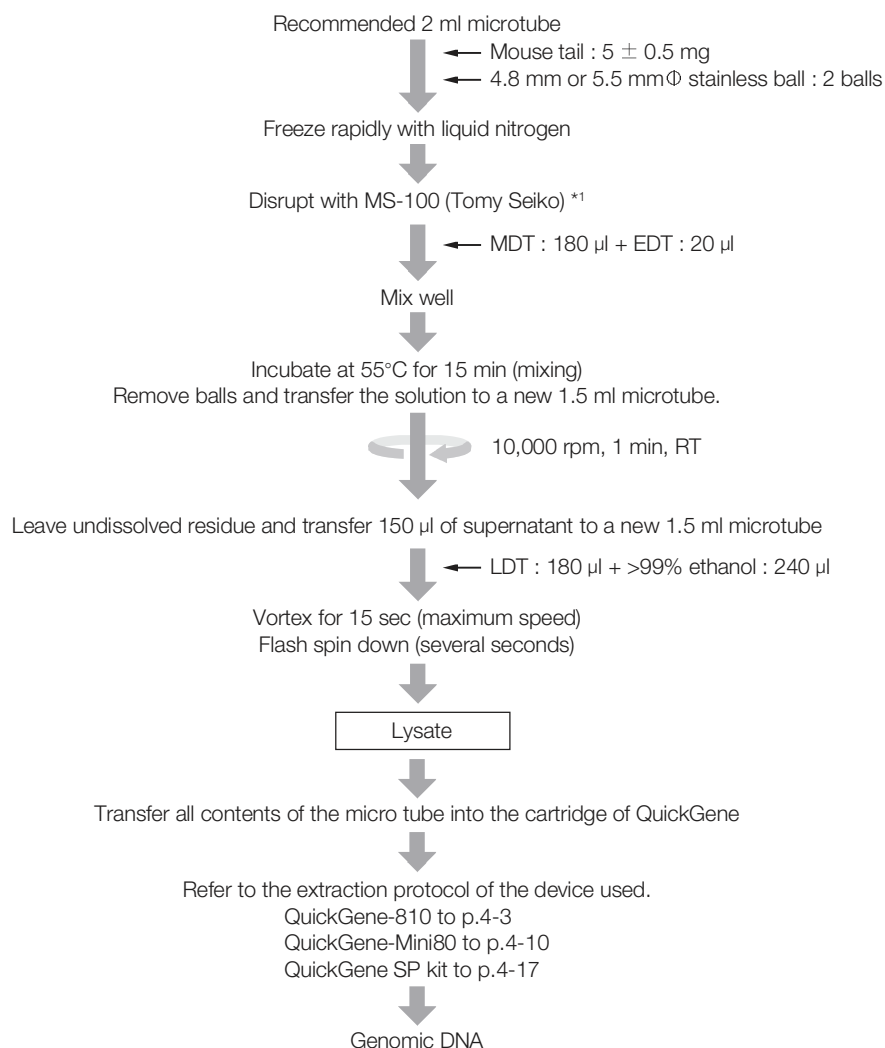 Recommended 2 ml microtube
Mouse tail : 5 ± 0.5 mg
4.8 mm or 5.5 mmΦ stainless ball : 2 balls
Freeze rapidly with liquid nitrogen
Disrupt with MS-100 (Tomy Seiko) *1
MDT : 180 µl + EDT : 20 µl
Mix well
Incubate at 55°C for 15 min (mixing)
Remove balls and transfer the solution to a new 1.5 ml microtube.
10,000 rpm, 1 min, RT
Leave undissolved residue and transfer 150 µl of supernatant to a new 1.5 ml microtube
LDT : 180 µl + >99% ethanol : 240 µl
Vortex for 15 sec (maximum speed)
Flash spin down (several seconds)
Lysate
Transfer all contents of the micro tube into the cartridge of QuickGene
Refer to the extraction protocol of the device used.
QuickGene-810 to p.4-3
QuickGene-Mini80 to p.4-10
QuickGene SP kit to p.4-17
Genomic DNA